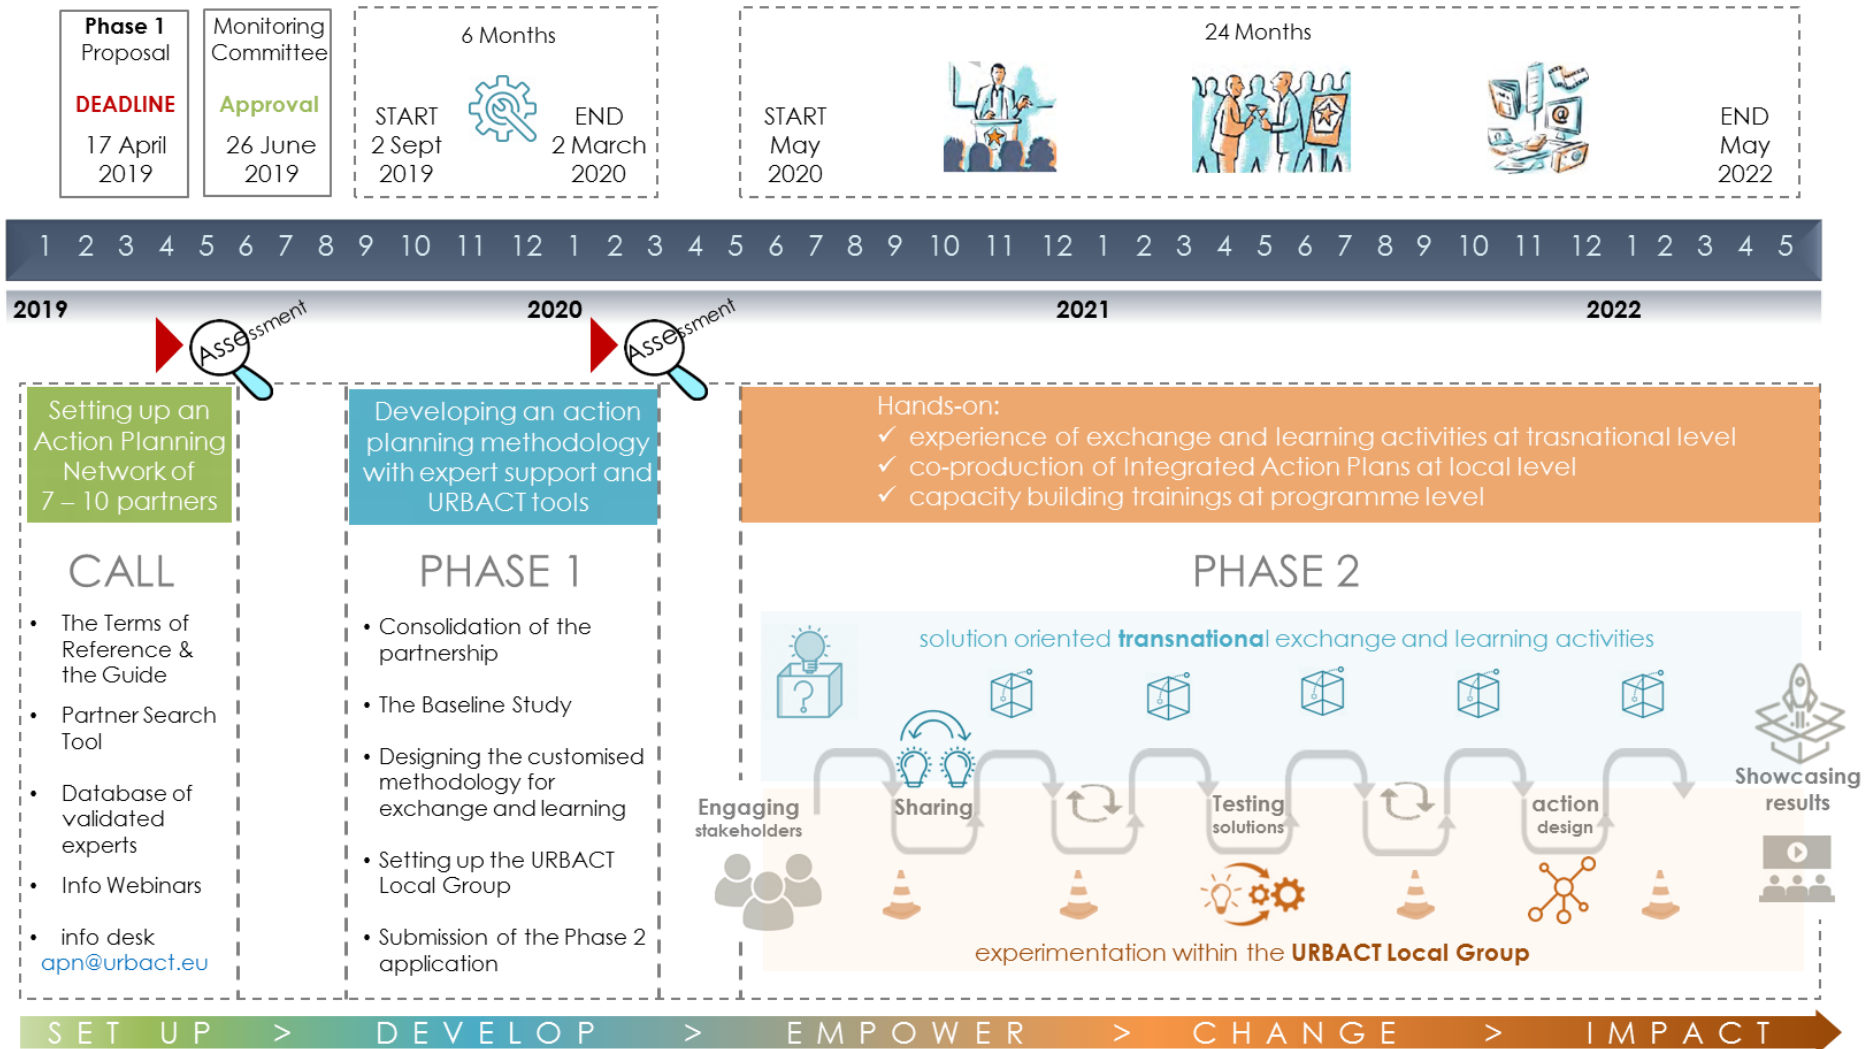 Phase 1
Proposal
DEADLINE
17 April
2019
Monitoring
Committee
Approval
26 June
2019
6 Months
START
2 Sept
2019
END
2 March
2020
24 Months
START
May
2020
@
END
May
2022
1 2 3 4 5 6 7 8 9 10 11 12 1 2 3 4 5 6 7 8 9 10 11 12 1 2 3 4 5 6 7 8 9 10 11 12 1 2 3 4 5
2019 2020 2021 2022
Assessment
Assessment
Setting up an
Action Planning
Network of
7 – 10 partners
CALL
• The Terms of
Reference &
the Guide
• Partner Search
Tool
• Database of
validated
experts
• Info Webinars
• info desk
apn@urbact.eu
Developing an action
planning methodology
with expert support and
URBACT tools
PHASE 1
• Consolidation of the
partnership
• The Baseline Study
• Designing the customised
methodology for
exchange and learning
• Setting up the URBACT
Local Group
• Submission of the Phase 2
application
Hands-on:
✓ experience of exchange and learning activities at trasnational level
✓ co-production of Integrated Action Plans at local level
✓ capacity building trainings at programme level
PHASE 2
solution oriented transnational exchange and learning activities
?
Engaging
stakeholders
Sharing
Testing
solutions
action
design
Showcasing
results
experimentation within the URBACT Local Group
SET UP > DEVELOP > EMPOWER > CHANGE > IMPACT